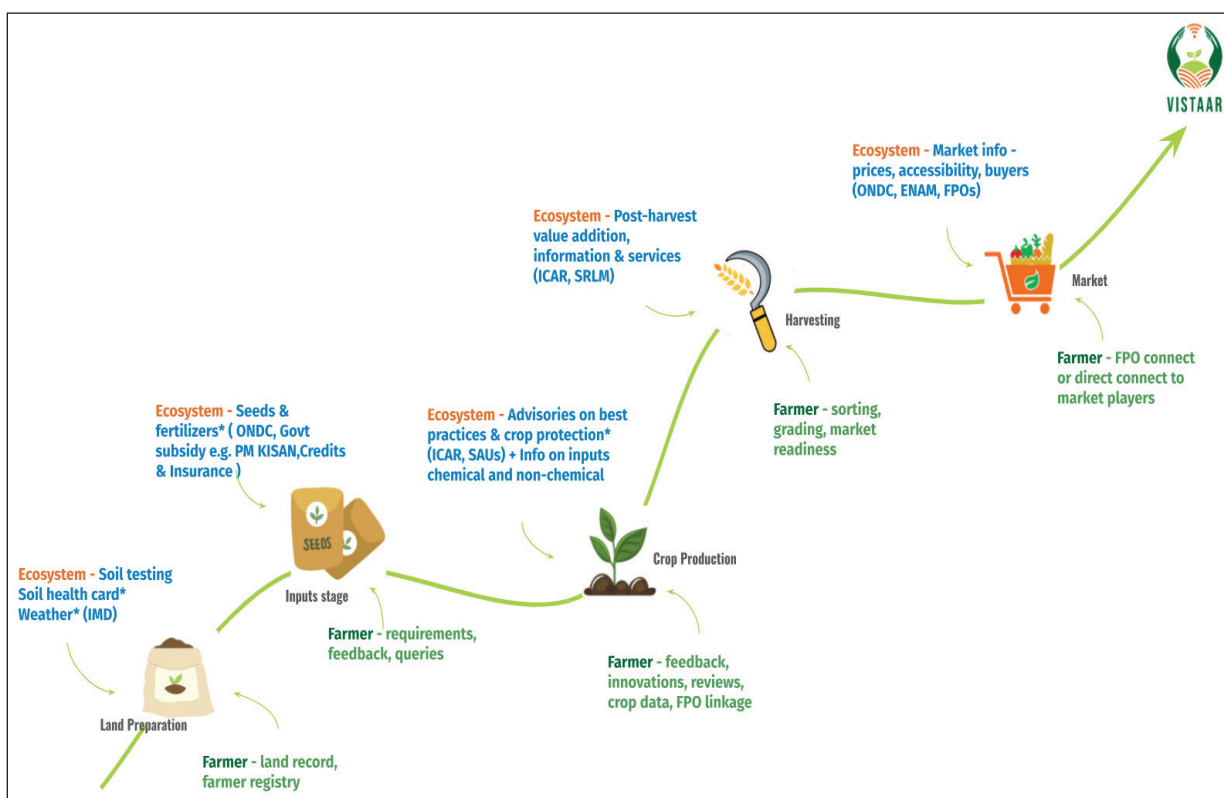 VISTAAR
Ecosystem - Market info -
prices, accessibility, buyers
(ONDC, ENAM, FPOs)
Market
Farmer - FPO connect
or direct connect to
market players
Ecosystem - Post-harvest
value addition,
information & services
(ICAR, SRLM)
Harvesting
Farmer - sorting,
grading, market
readiness
Ecosystem - Advisories on best
practices & crop protection*
(ICAR, SAUs) + Info on inputs
chemical and non-chemical
Crop Production
Farmer - feedback,
innovations, reviews,
crop data, FPO linkage
Ecosystem - Seeds &
fertilizers* ( ONDC, Govt
subsidy e.g. PM KISAN,Credits
& Insurance )
SEEDS
Inputs stage
Farmer - requirements,
feedback, queries
Ecosystem - Soil testing
Soil health card*
Weather* (IMD)
Land Preparation
Farmer - land record,
farmer registry